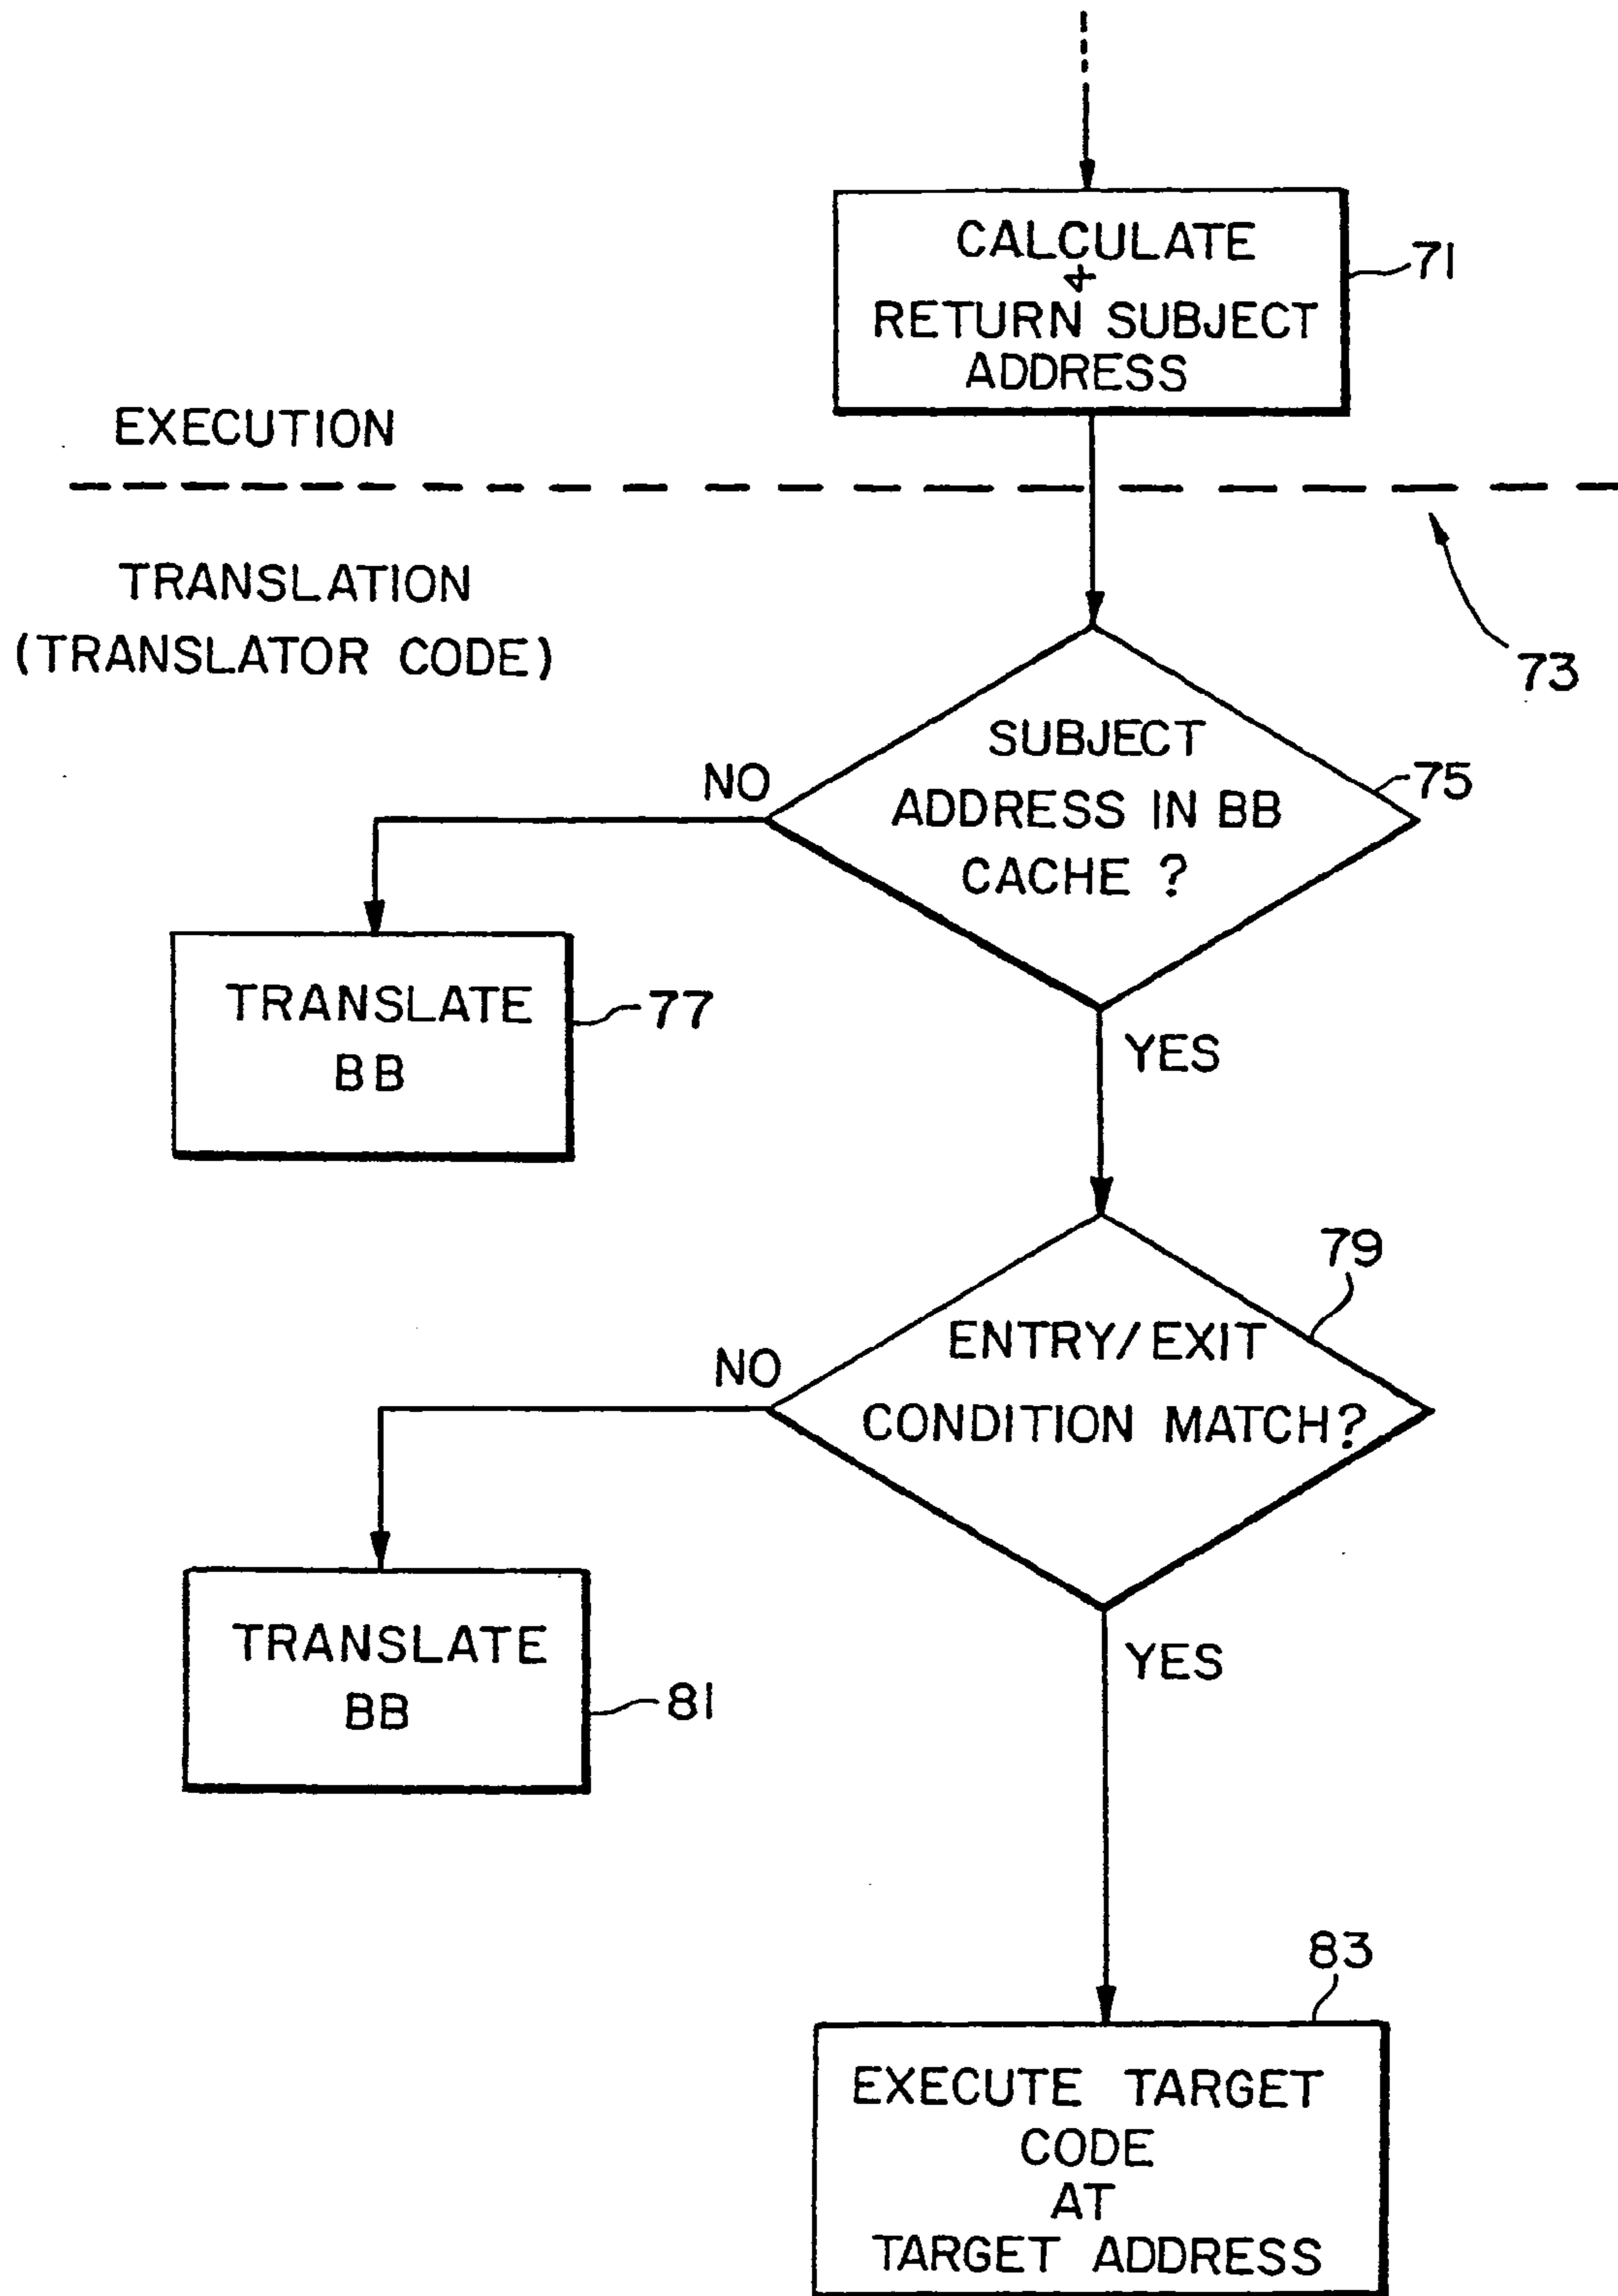 CALCULATE
&
RETURN SUBJECT
ADDRESS
71
EXECUTION
TRANSLATION
(TRANSLATOR CODE)
73
SUBJECT
ADDRESS IN BB
CACHE ?
75
NO
TRANSLATE
BB
77
YES
79
ENTRY/EXIT
CONDITION MATCH?
NO
TRANSLATE
BB
81
YES
83
EXECUTE TARGET
CODE
AT
TARGET ADDRESS